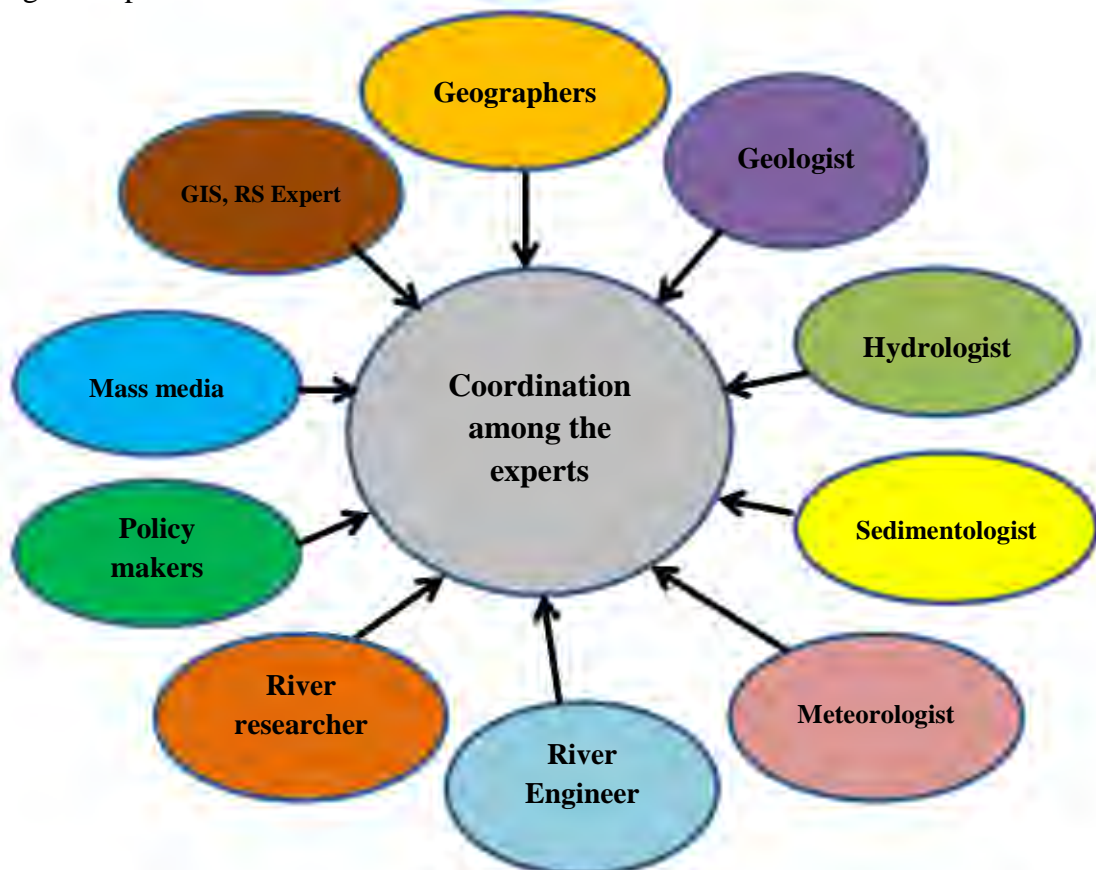 Geographers
Geologist
GIS, RS Expert
Hydrologist
Mass media
Coordination
among the
experts
Sedimentologist
Policy
makers
River
researcher
Meteorologist
River
Engineer